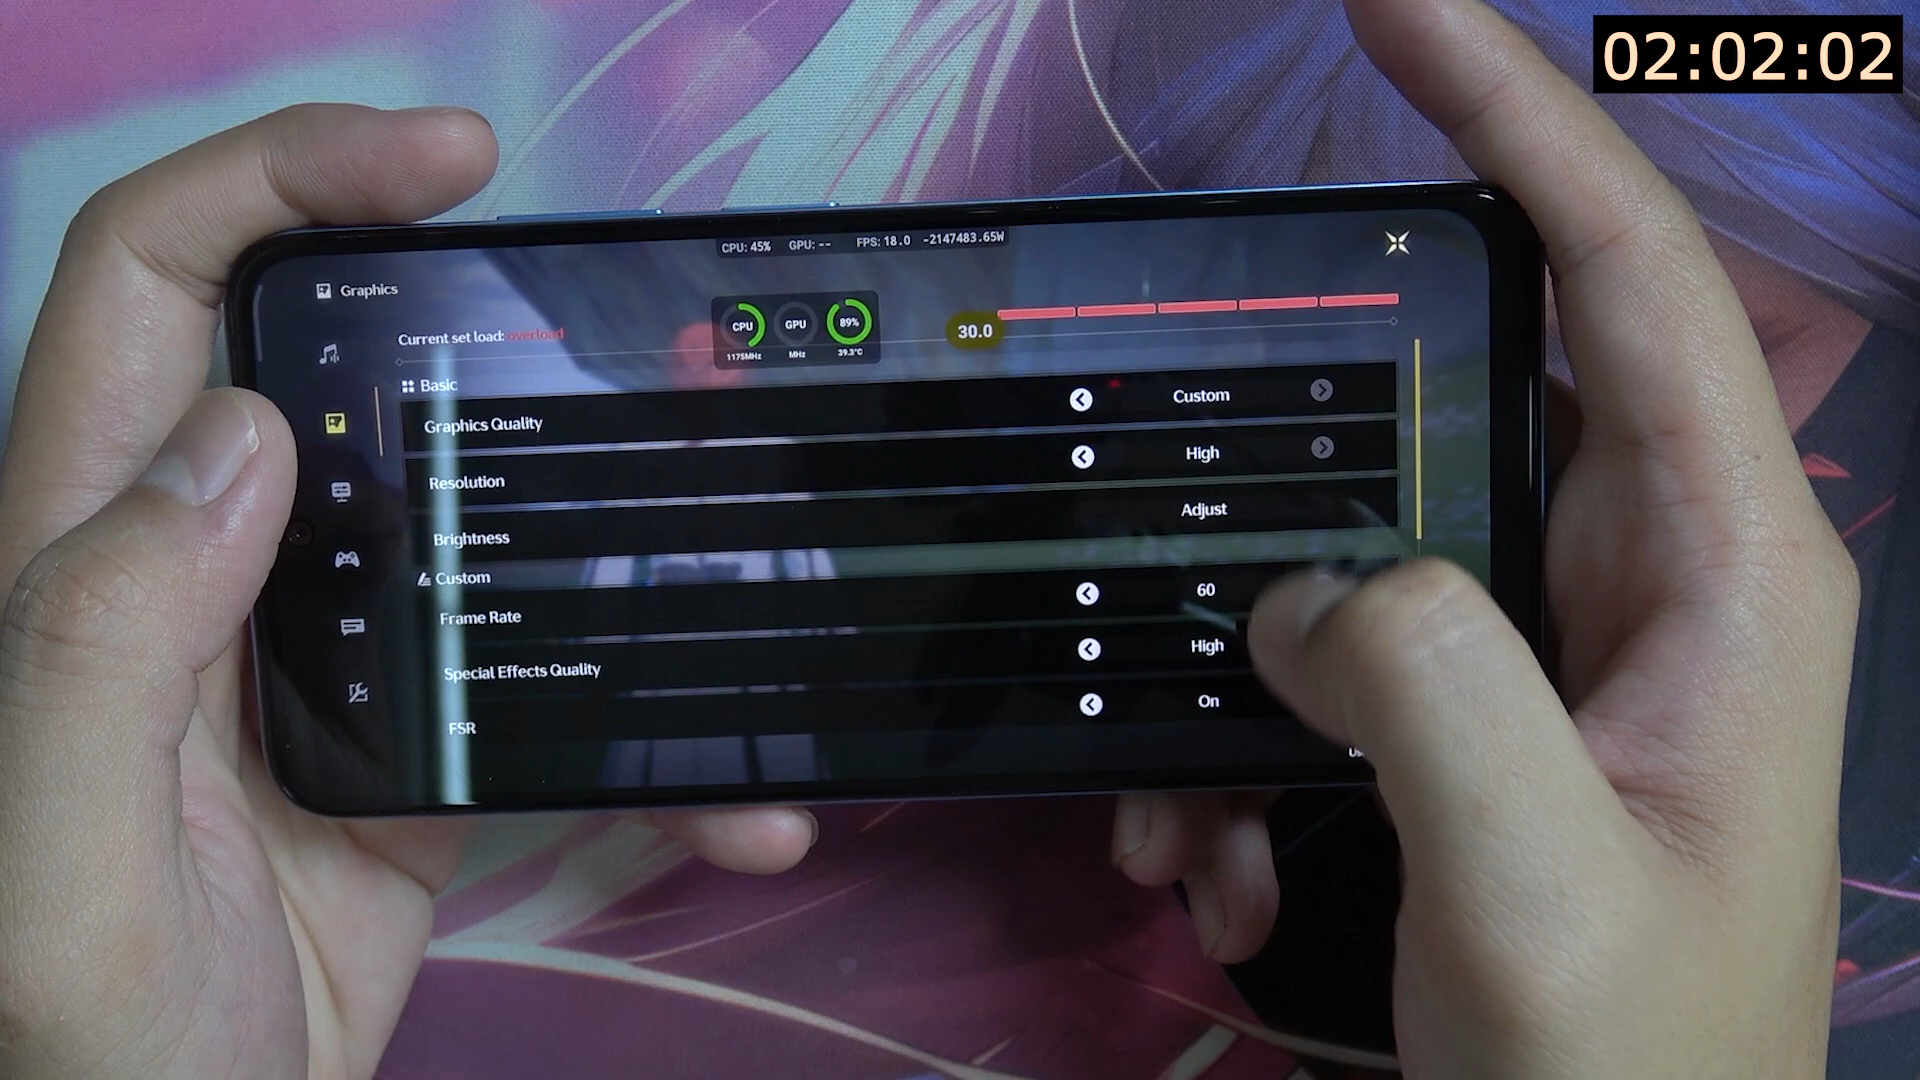 02:02:02
CPU: 45% GPU: -- FPS: 18.0 -2147483.65W
Graphics
CPU GPU 89%
1175MHz MHz 39.3°C
30.0
Current set load: overload
Basic
Graphics Quality Custom
Resolution High
Brightness Adjust
Custom
Frame Rate 60
Special Effects Quality High
FSR On